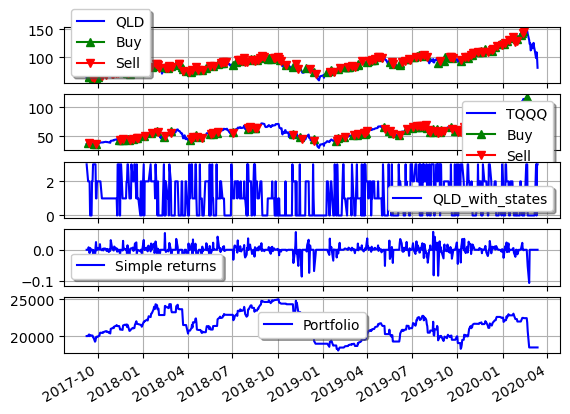 150
100
QLD
Buy
Sell
100
50
TQQQ
Buy
Sell
2
0
QLD_with_states
0.0
−0.1
Simple returns
25000
20000
Portfolio
2017-10 2018-01 2018-04 2018-07 2018-10 2019-01 2019-04 2019-07 2019-10 2020-01 2020-04